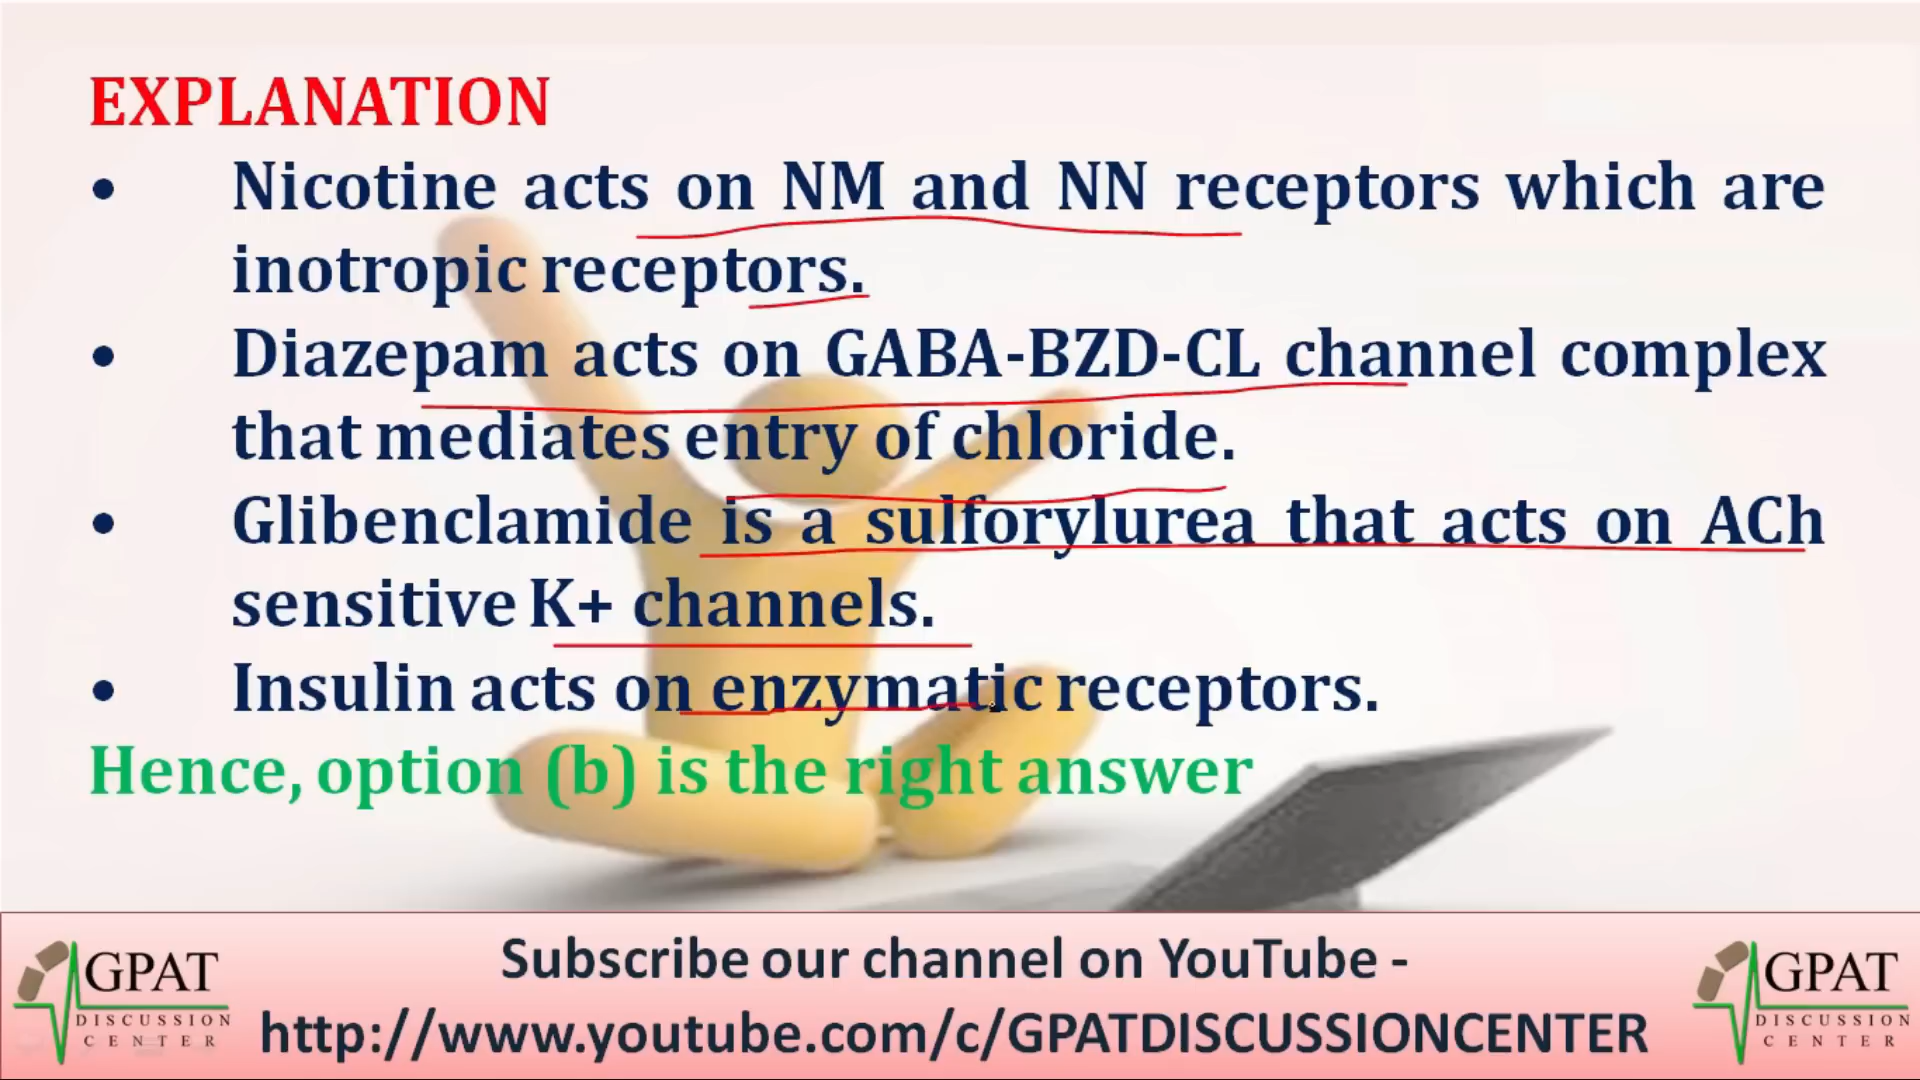 EXPLANATION
• Nicotine acts on NM and NN receptors which are
inotropic receptors.
• Diazepam acts on GABA-BZD-CL channel complex
that mediates entry of chloride.
• Glibenclamide is a sulforylurea that acts on ACh
sensitive K+ channels.
• Insulin acts on enzymatic receptors.
Hence, option (b) is the right answer
GPAT
DISCUSSION
CENTER
Subscribe our channel on YouTube -
http://www.youtube.com/c/GPATDISCUSSIONCENTER
GPAT
DISCUSSION
CENTER